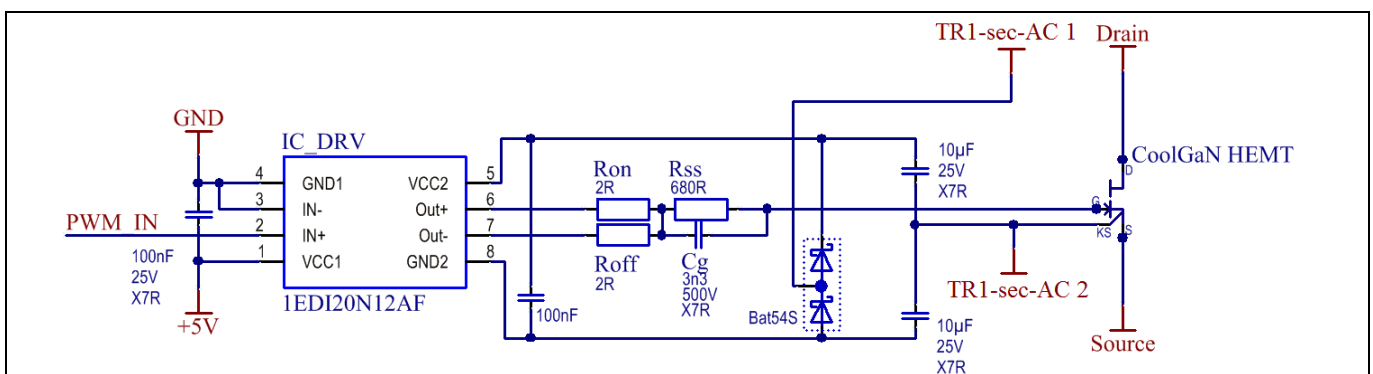 TR1-sec-AC 1
Drain
GND
IC_DRV
4
GND1
VCC2
5
3
IN-
Out+
6
2
IN+
Out-
7
1
VCC1
GND2
8
1EDI20N12AF
PWM_IN
100nF
25V
X7R
+5V
Ron
2R
Rss
680R
Roff
2R
Cg
3n3
500V
X7R
100nF
Bat54S
10µF
25V
X7R
CoolGaN HEMT
D
G
KS
S
TR1-sec-AC 2
10µF
25V
X7R
Source